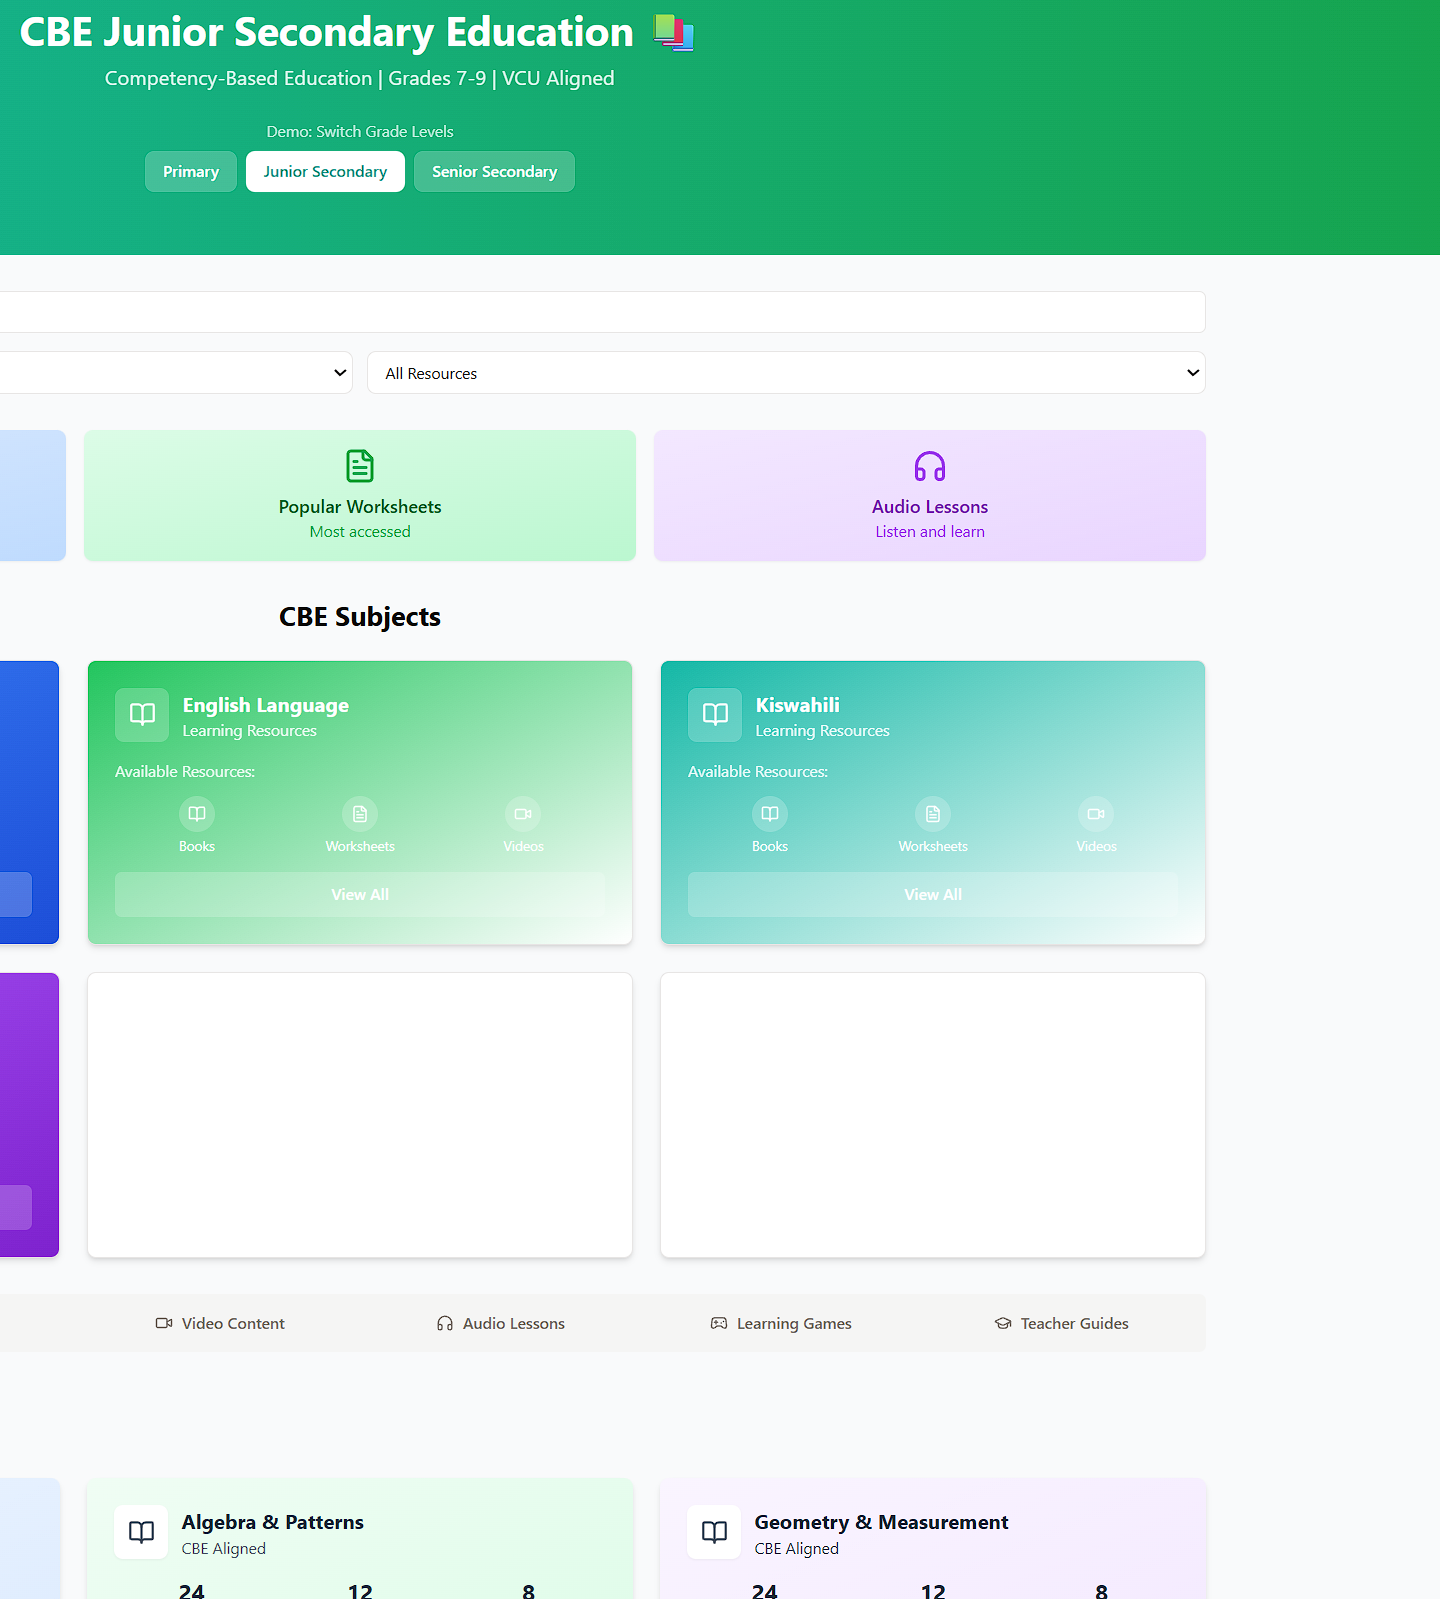 CBE Junior Secondary Education
Competency-Based Education | Grades 7-9 | VCU Aligned
Demo: Switch Grade Levels
Primary
Junior Secondary
Senior Secondary
All Resources
Popular Worksheets
Most accessed
Audio Lessons
Listen and learn
CBE Subjects
English Language
Learning Resources
Available Resources:
Books
Worksheets
Videos
View All
Kiswahili
Learning Resources
Available Resources:
Books
Worksheets
Videos
View All
Video Content
Audio Lessons
Learning Games
Teacher Guides
Algebra & Patterns
CBE Aligned
24
12
8
Geometry & Measurement
CBE Aligned
24
12
8